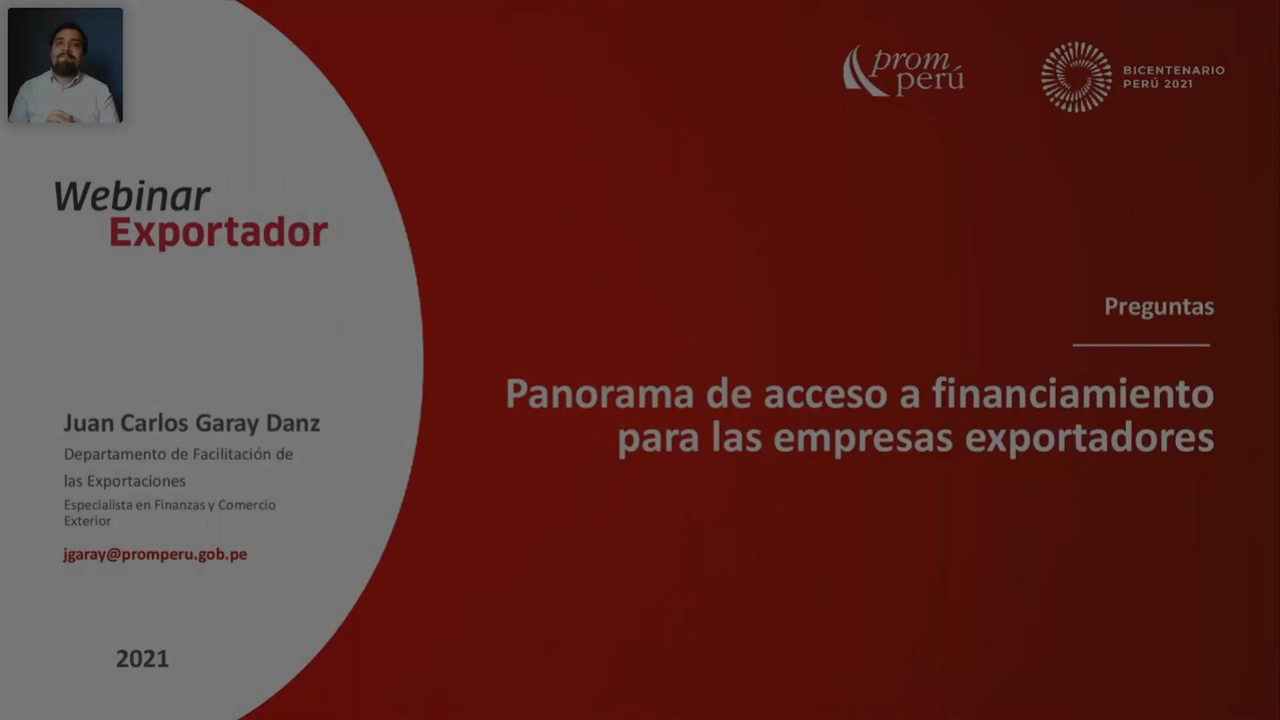 prom
perú
BICENTENARIO
PERÚ 2021
Webinar
Exportador
Preguntas
Panorama de acceso a financiamiento
para las empresas exportadores
Juan Carlos Garay Danz
Departamento de Facilitación de
las Exportaciones
Especialista en Finanzas y Comercio
Exterior
jgaray@promperu.gob.pe
2021